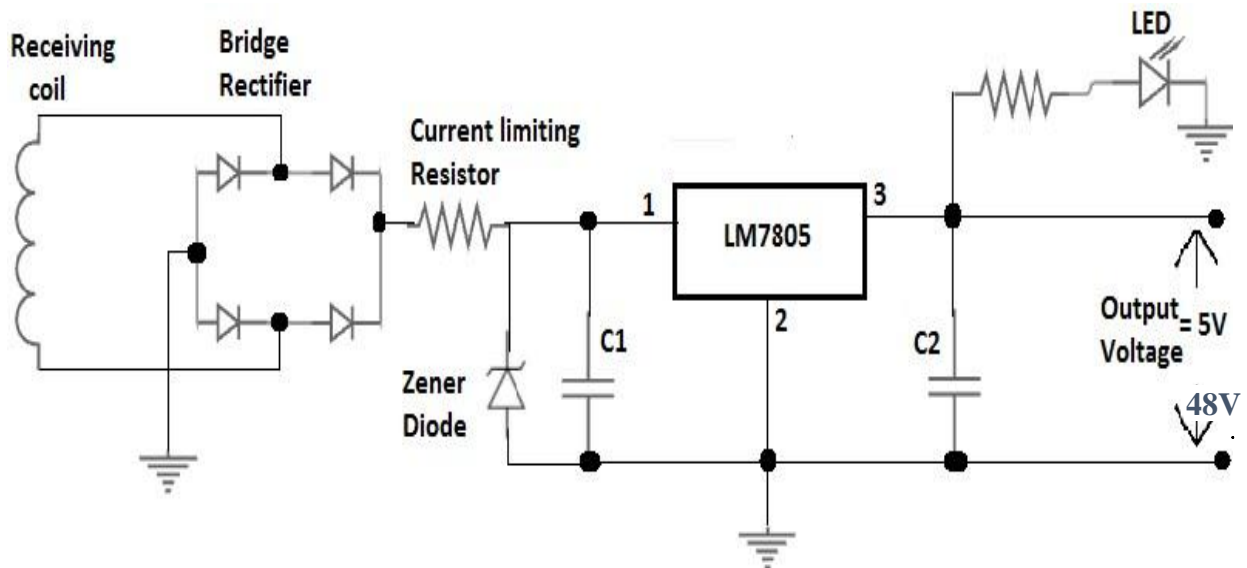 Receiving
coil
Bridge
Rectifier
Current limiting
Resistor
LED
1
LM7805
3
2
C1
Zener
Diode
C2
Output
Voltage
= 5V
48V
.